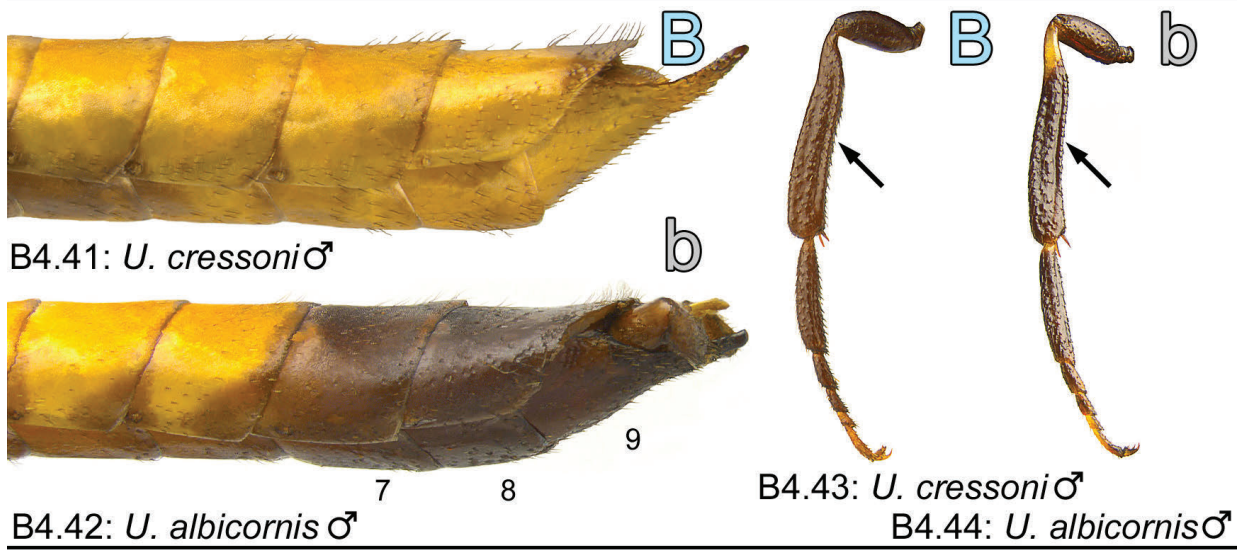 B
B4.41: U. cressoni♂
b
9
7
8
B4.42: U. albicornis♂
B
b
B4.43: U. cressoni♂
B4.44: U. albicornis♂